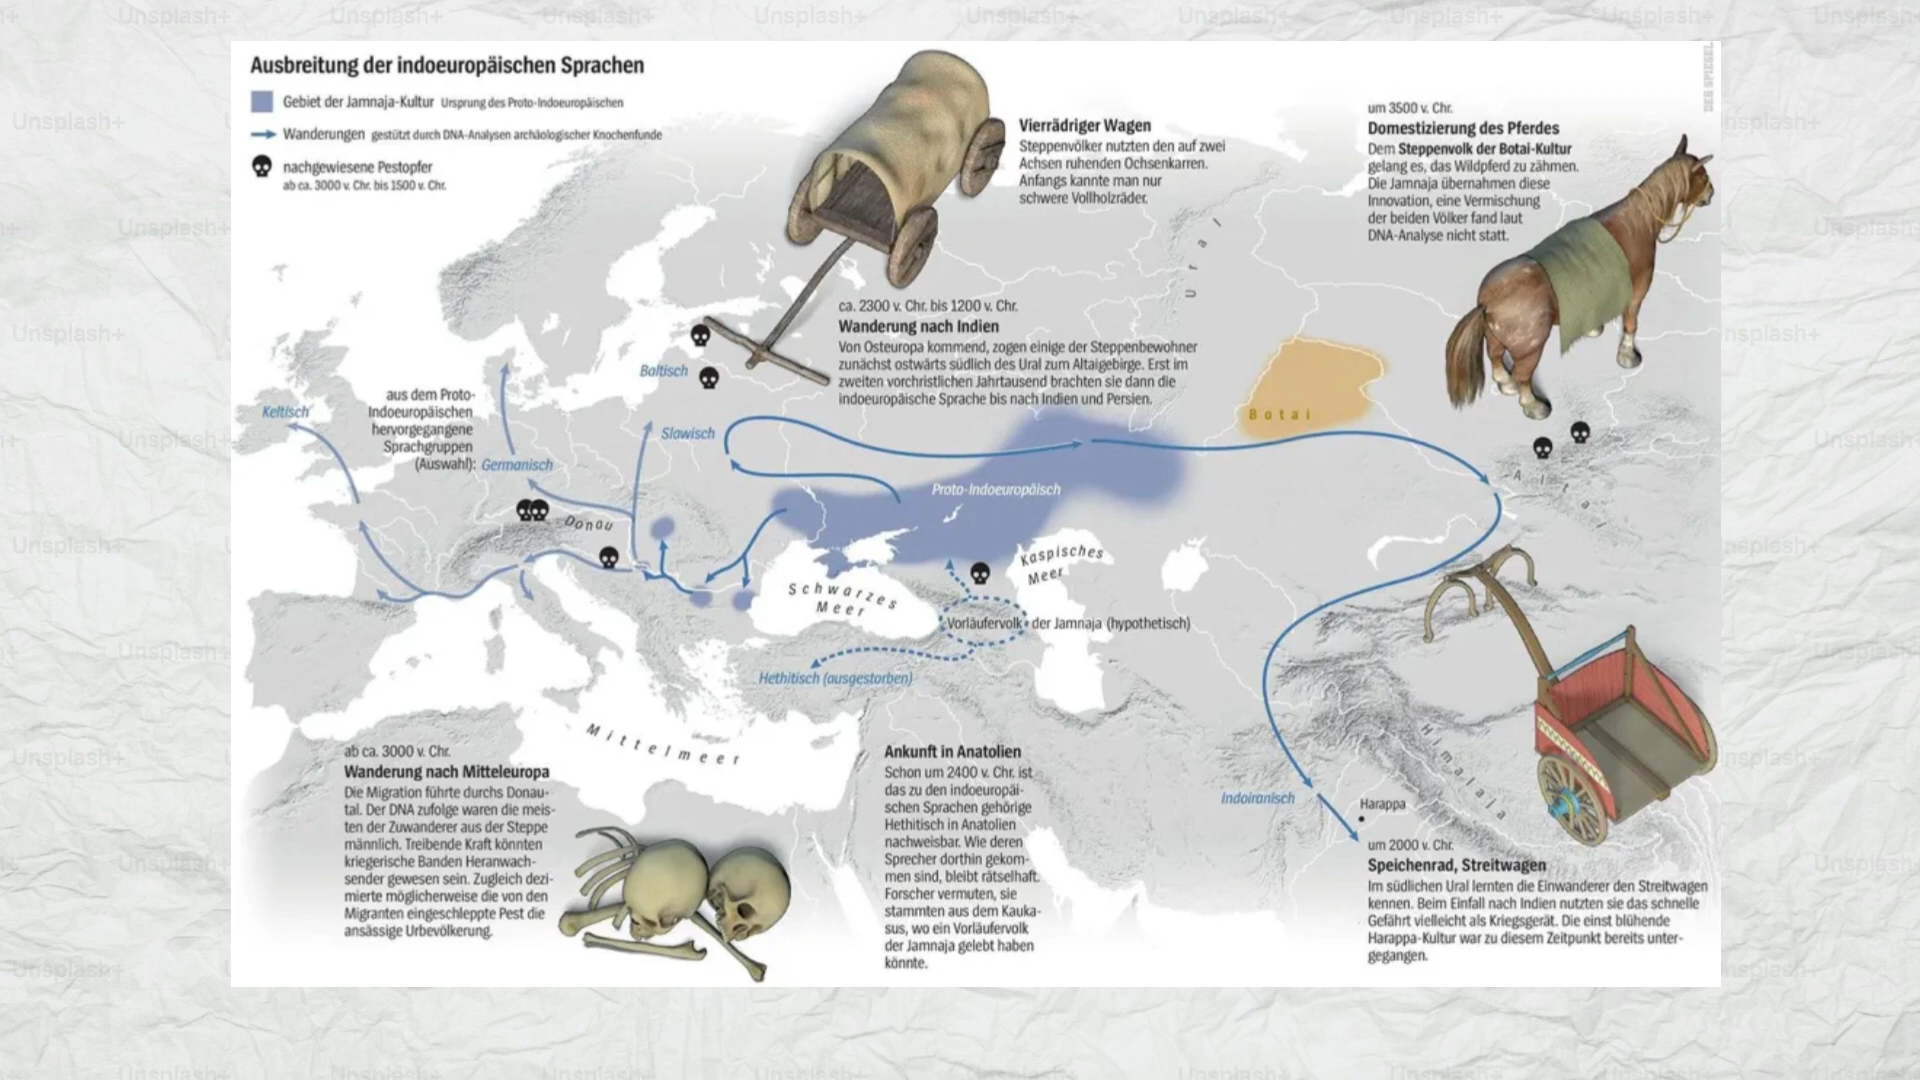 Ausbreitung der indoeuropäischen Sprachen
Gebiet der Jamnaja-Kultur Ursprung des Proto-Indoeuropäischen
Wanderungen gestützt durch DNA-Analysen archäologischer Knochenfunde
nachgewiesene Pestopfer
ab ca. 3000 v. Chr. bis 1500 v. Chr.
Vierrädriger Wagen
Steppenvölker nutzten den auf zwei
Achsen ruhenden Ochsenkarren.
Anfangs kannte man nur
schwere Vollholzräder.
um 3500 v. Chr.
Domestizierung des Pferdes
Dem Steppenvolk der Botai-Kultur
gelang es, das Wildpferd zu zähmen.
Die Jamnaja übernahmen diese
Innovation, eine Vermischung
der beiden Völker fand laut
DNA-Analyse nicht statt.
DER SPIEGEL
Ural
ca. 2300 v. Chr. bis 1200 v. Chr.
Wanderung nach Indien
Von Osteuropa kommend, zogen einige der Steppenbewohner
zunächst ostwärts südlich des Ural zum Altaigebirge. Erst im
zweiten vorchristlichen Jahrtausend brachten sie dann die
indoeuropäische Sprache bis nach Indien und Persien.
Baltisch
aus dem Proto-
Indoeuropäischen
hervorgegangene
Sprachgruppen
(Auswahl): Germanisch
Keltisch
Slawisch
Botai
Altai
Proto-Indoeuropäisch
Donau
Kaspisches
Meer
Schwarzes
Meer
Vorläufervolk der Jamnaja (hypothetisch)
Hethitisch (ausgestorben)
Mittelmeer
Himalaja
Indoiranisch
Harappa
ab ca. 3000 v. Chr.
Wanderung nach Mitteleuropa
Die Migration führte durchs Donau-
tal. Der DNA zufolge waren die meis-
ten der Zuwanderer aus der Steppe
männlich. Treibende Kraft könnten
kriegerische Banden Heranwach-
sender gewesen sein. Zugleich dezi-
mierte möglicherweise die von den
Migranten eingeschleppte Pest die
ansässige Urbevölkerung.
Ankunft in Anatolien
Schon um 2400 v. Chr. ist
das zu den indoeuropäi-
schen Sprachen gehörige
Hethitisch in Anatolien
nachweisbar. Wie deren
Sprecher dorthin gekom-
men sind, bleibt rätselhaft.
Forscher vermuten, sie
stammten aus dem Kauka-
sus, wo ein Vorläufervolk
der Jamnaja gelebt haben
könnte.
um 2000 v. Chr.
Speichenrad, Streitwagen
Im südlichen Ural lernten die Einwanderer den Streitwagen
kennen. Beim Einfall nach Indien nutzten sie das schnelle
Gefährt vielleicht als Kriegsgerät. Die einst blühende
Harappa-Kultur war zu diesem Zeitpunkt bereits unter-
gegangen.
Unsplash+